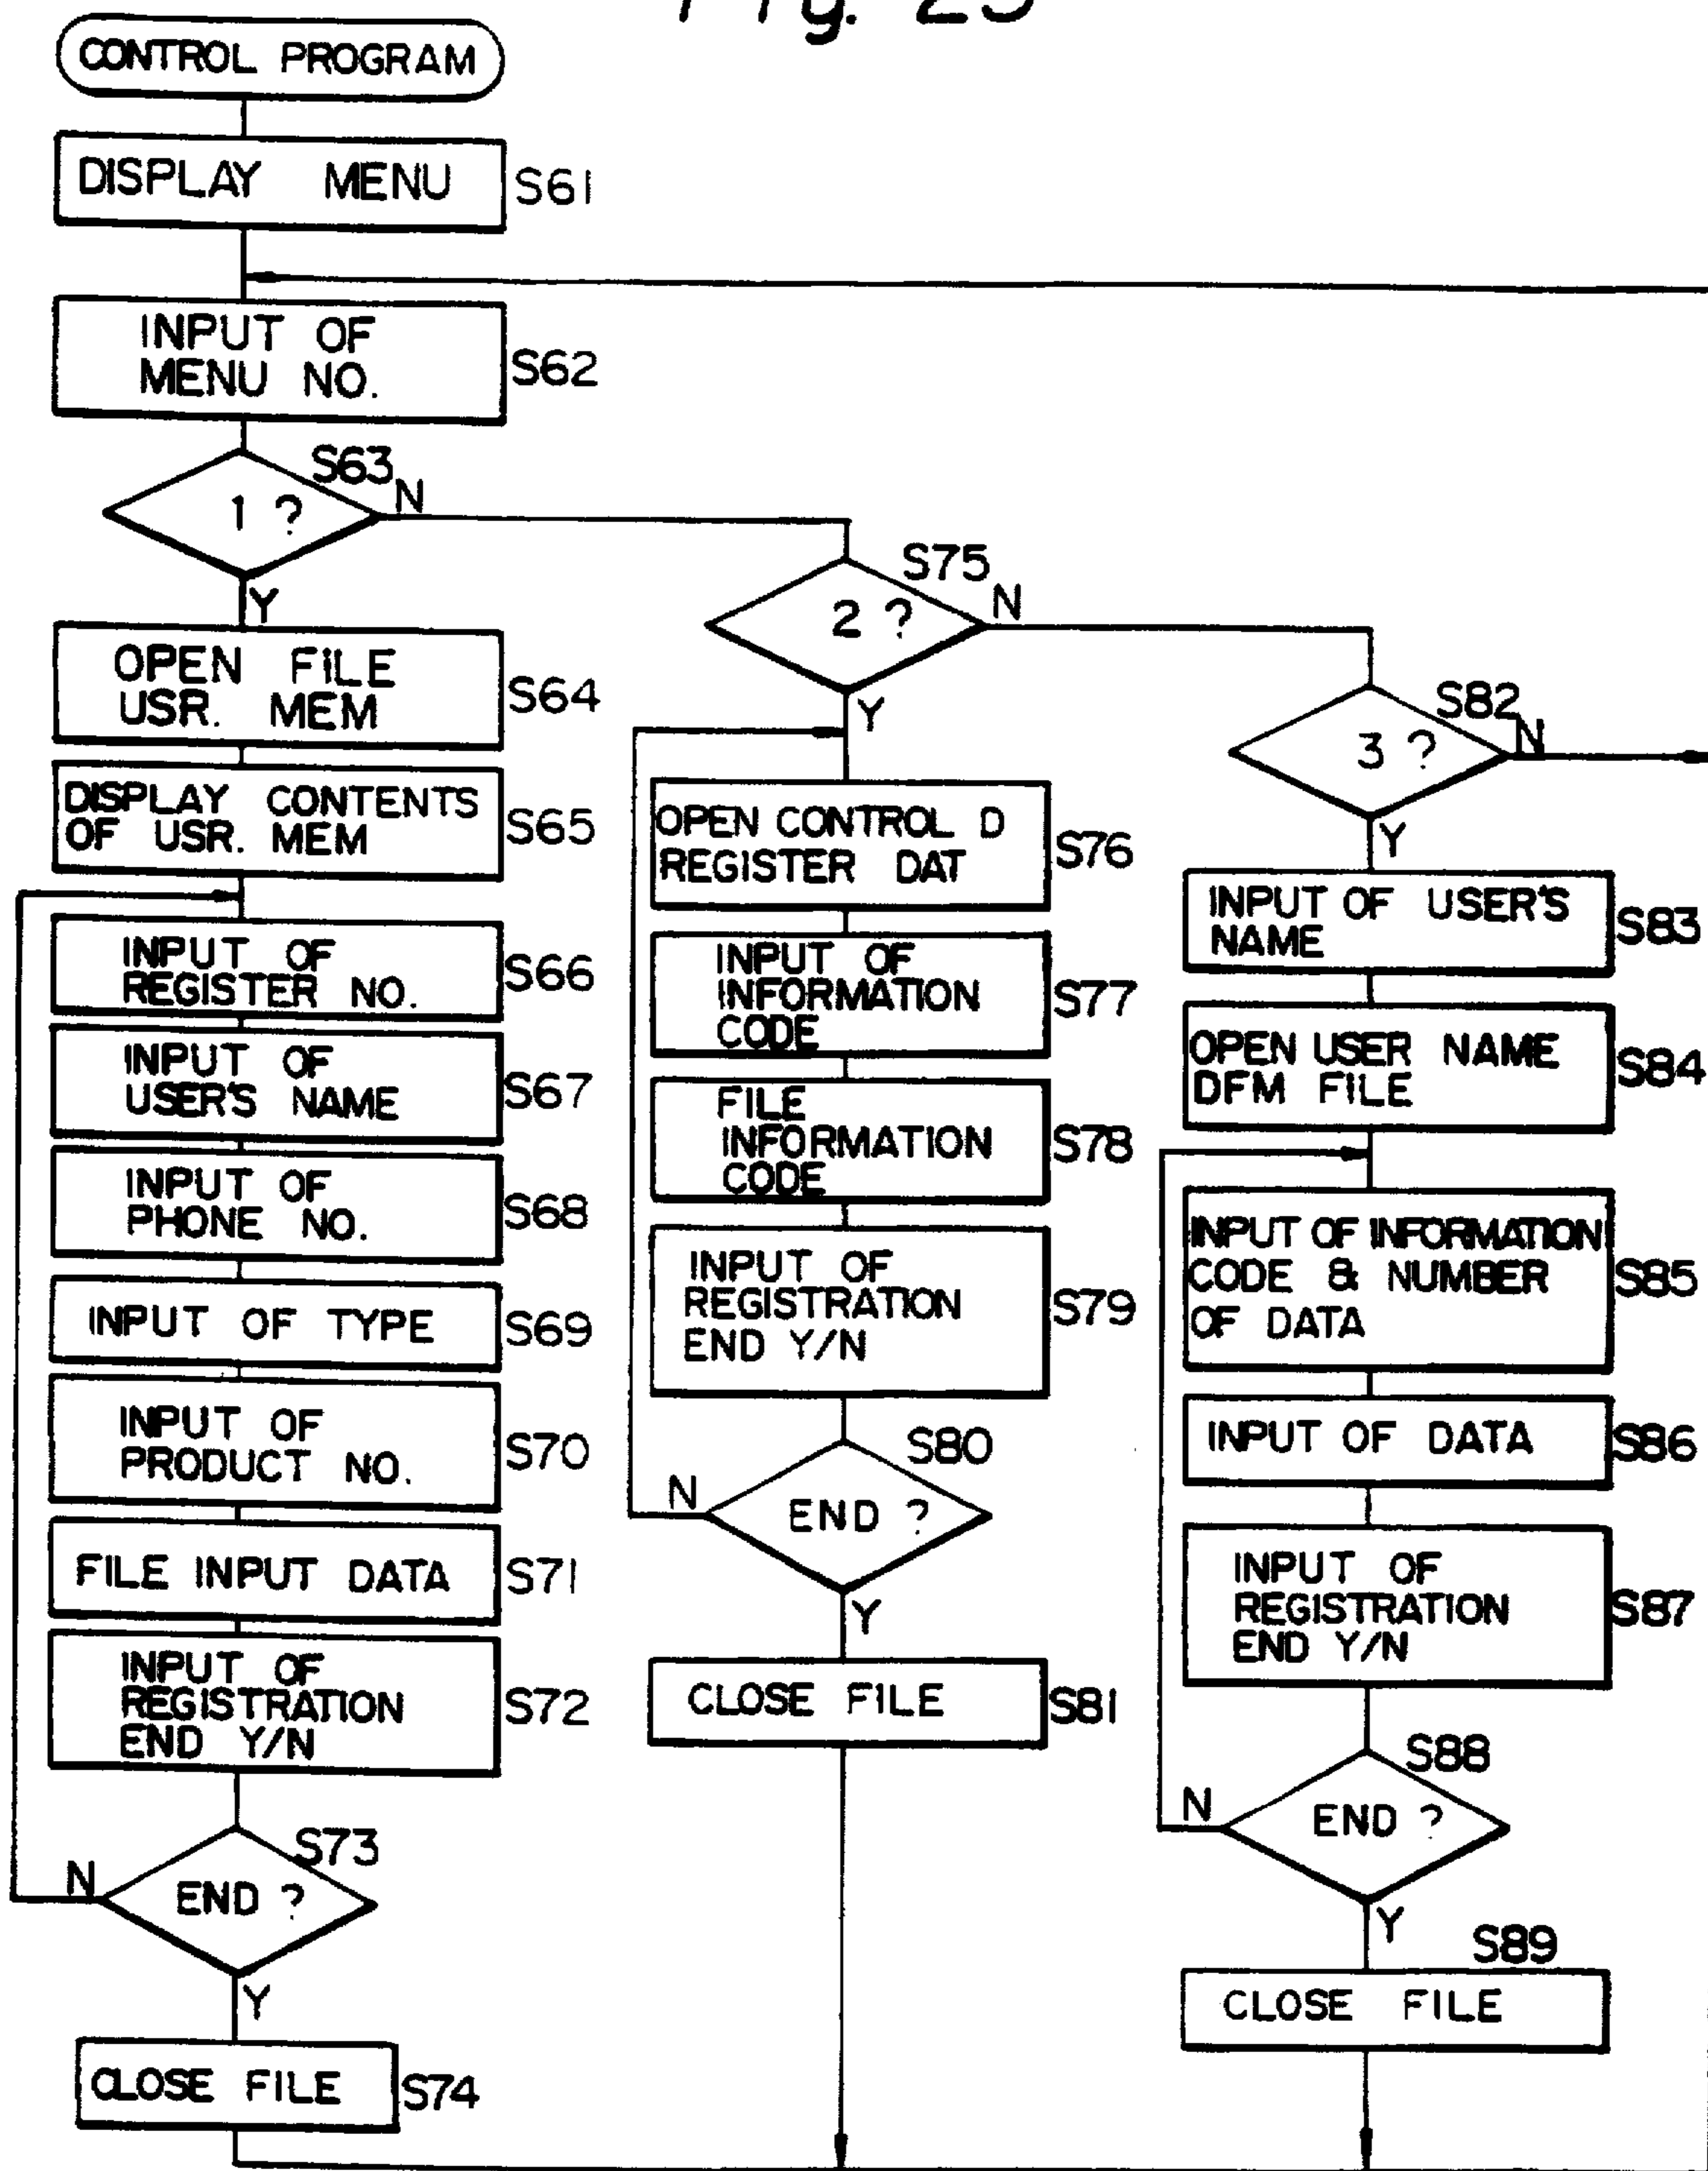 Fig. 25
CONTROL PROGRAM
DISPLAY MENU
S61
INPUT OF
MENU NO.
S62
S63
1 ?
N
Y
OPEN FILE
USR. MEM
S64
DISPLAY CONTENTS
OF USR. MEM
S65
INPUT OF
REGISTER NO.
S66
INPUT OF
USER'S NAME
S67
INPUT OF
PHONE NO.
S68
INPUT OF TYPE
S69
INPUT OF
PRODUCT NO.
S70
FILE INPUT DATA
S71
INPUT OF
REGISTRATION
END Y/N
S72
S73
END ?
N
Y
CLOSE FILE
S74
S75
2 ?
N
Y
OPEN CONTROL D
REGISTER DAT
S76
INPUT OF
INFORMATION
CODE
S77
FILE
INFORMATION
CODE
S78
INPUT OF
REGISTRATION
END Y/N
S79
S80
END ?
N
Y
CLOSE FILE
S81
S82
3 ?
N
Y
INPUT OF USER'S
NAME
S83
OPEN USER NAME
DFM FILE
S84
INPUT OF INFORMATION
CODE & NUMBER
OF DATA
S85
INPUT OF DATA
S86
INPUT OF
REGISTRATION
END Y/N
S87
S88
END ?
N
Y
S89
CLOSE FILE